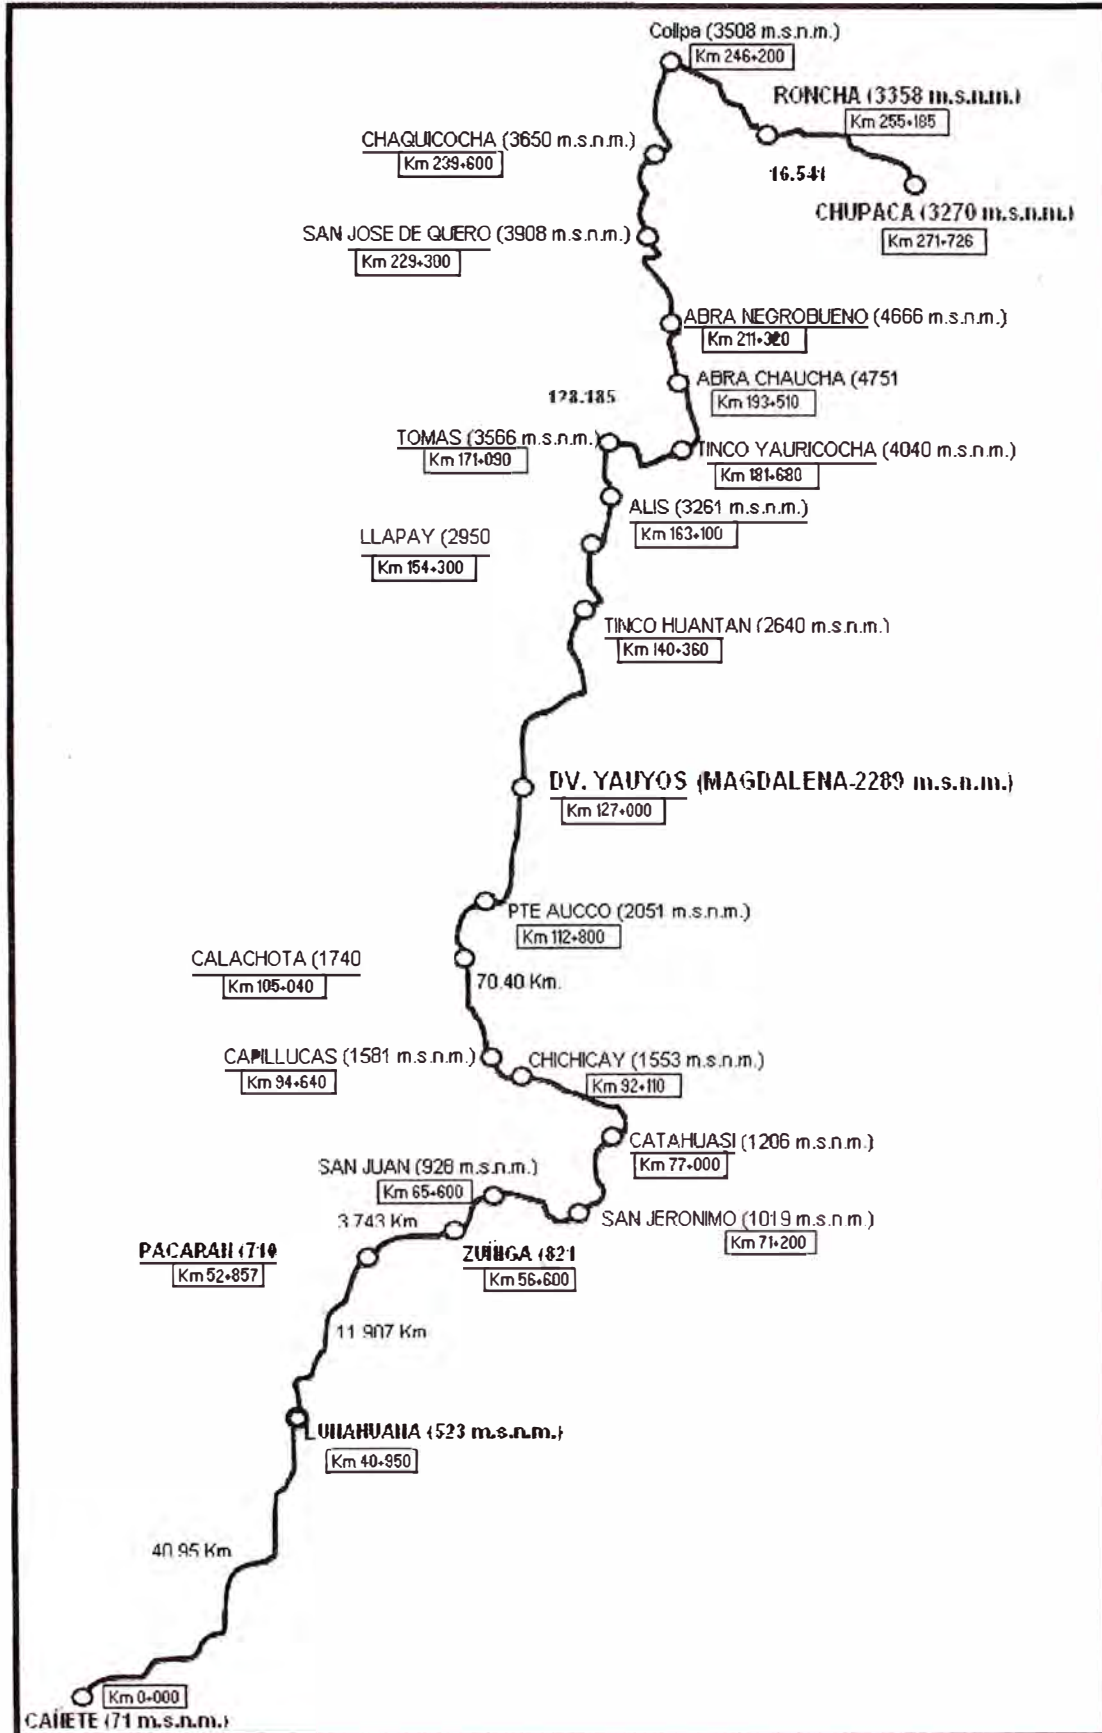 Collpa (3508 m.s.n.m.)
Km 246+200
RONCHA (3358 m.s.n.m.)
Km 255+185
CHAQUICOCHA (3650 m.s.n.m.)
Km 239+600
16.541
CHUPACA (3270 m.s.n.m.)
Km 271+726
SAN JOSE DE QUERO (3908 m.s.n.m.)
Km 229+300
ABRA NEGROBUENO (4666 m.s.n.m.)
Km 211+320
ABRA CHAUCHA (4751
Km 193+510
128.185
TOMAS (3566 m.s.n.m.)
Km 171+090
TINCO YAURICOCHA (4040 m.s.n.m.)
Km 181+680
ALIS (3261 m.s.n.m.)
Km 163+100
LLAPAY (2950
Km 154+300
TINCO HUANTAN (2640 m.s.n.m.)
Km 140+360
DV. YAUYOS (MAGDALENA-2289 m.s.n.m.)
Km 127+000
PTE AUCCO (2051 m.s.n.m.)
Km 112+800
CALACHOTA (1740
Km 105+040
70.40 Km.
CAPILLUCAS (1581 m.s.n.m.)
Km 94+640
CHICHICAY (1553 m.s.n.m.)
Km 92+110
CATAHUASI (1206 m.s.n.m.)
Km 77+000
SAN JUAN (928 m.s.n.m.)
Km 65+600
SAN JERONIMO (1019 m.s.n.m.)
Km 71+200
3.743 Km
ZUÑIGA (821
Km 56+600
PACARAN (710
Km 52+857
11.907 Km
LUNAHUANA (523 m.s.n.m.)
Km 40+950
40.95 Km
Km 0+000
CAÑETE (71 m.s.n.m.)